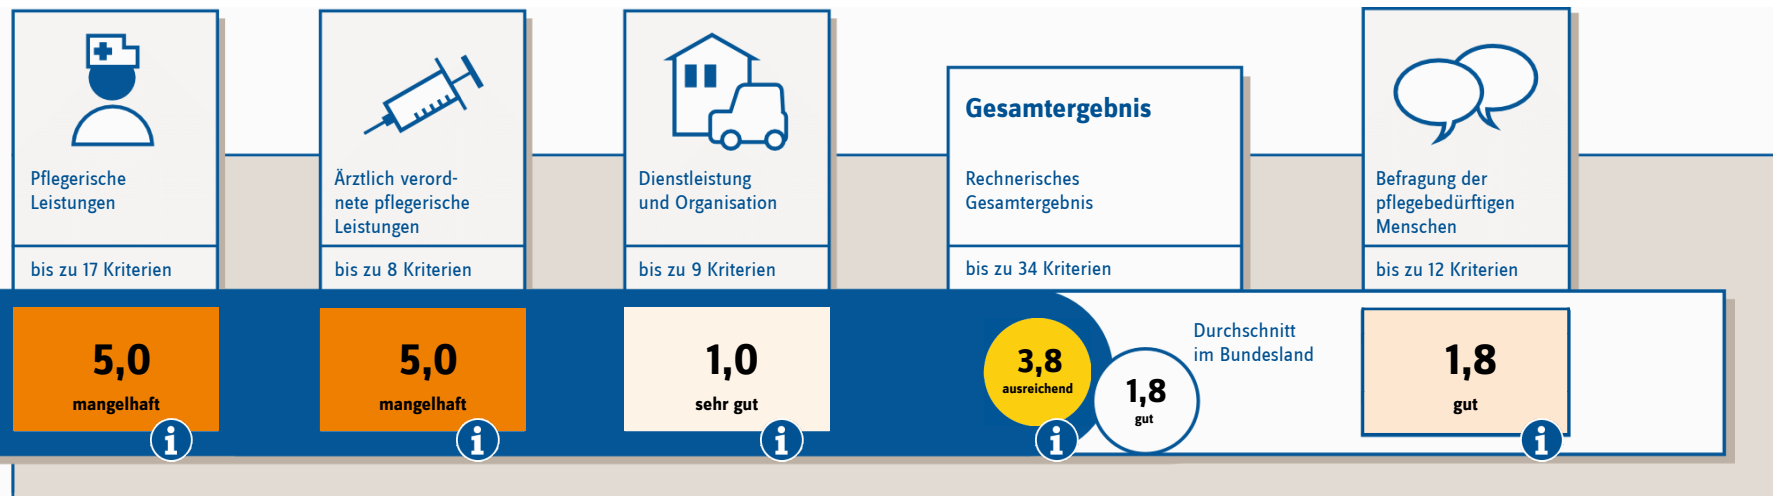 Pflegerische
Leistungen
bis zu 17 Kriterien
5,0
mangelhaft
i
Ärztlich verord-
nete pflegerische
Leistungen
bis zu 8 Kriterien
5,0
mangelhaft
i
Dienstleistung
und Organisation
bis zu 9 Kriterien
1,0
sehr gut
i
Gesamtergebnis
Rechnerisches
Gesamtergebnis
bis zu 34 Kriterien
3,8
ausreichend
i
1,8
gut
Durchschnitt
im Bundesland
Befragung der
pflegebedürftigen
Menschen
bis zu 12 Kriterien
1,8
gut
i